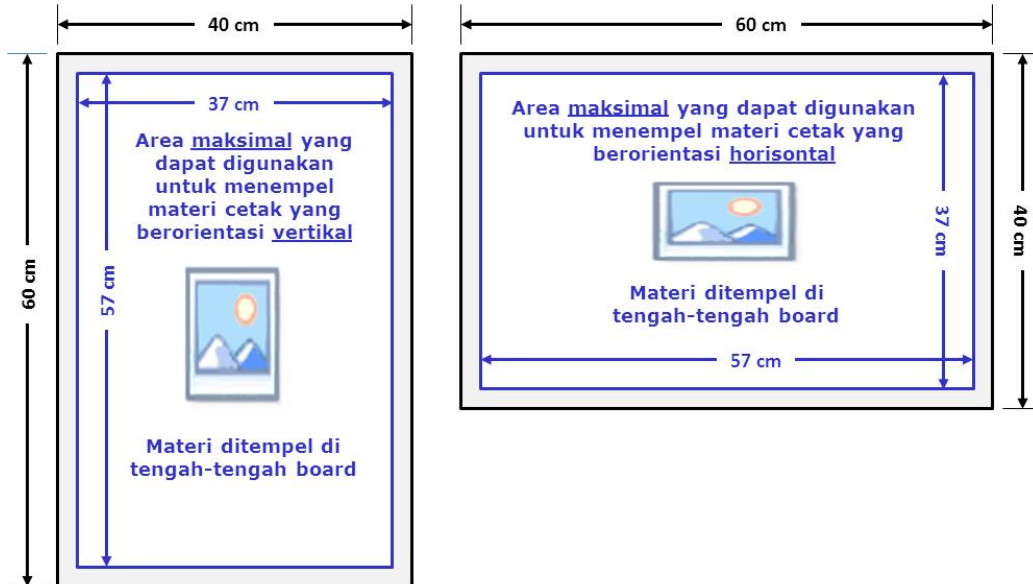 40 cm
60 cm
37 cm
57 cm
Area maksimal yang
dapat digunakan
untuk menempel
materi cetak yang
berorientasi vertikal
Materi ditempel di
tengah-tengah board
60 cm
40 cm
Area maksimal yang dapat digunakan
untuk menempel materi cetak yang
berorientasi horisontal
37 cm
Materi ditempel di
tengah-tengah board
57 cm